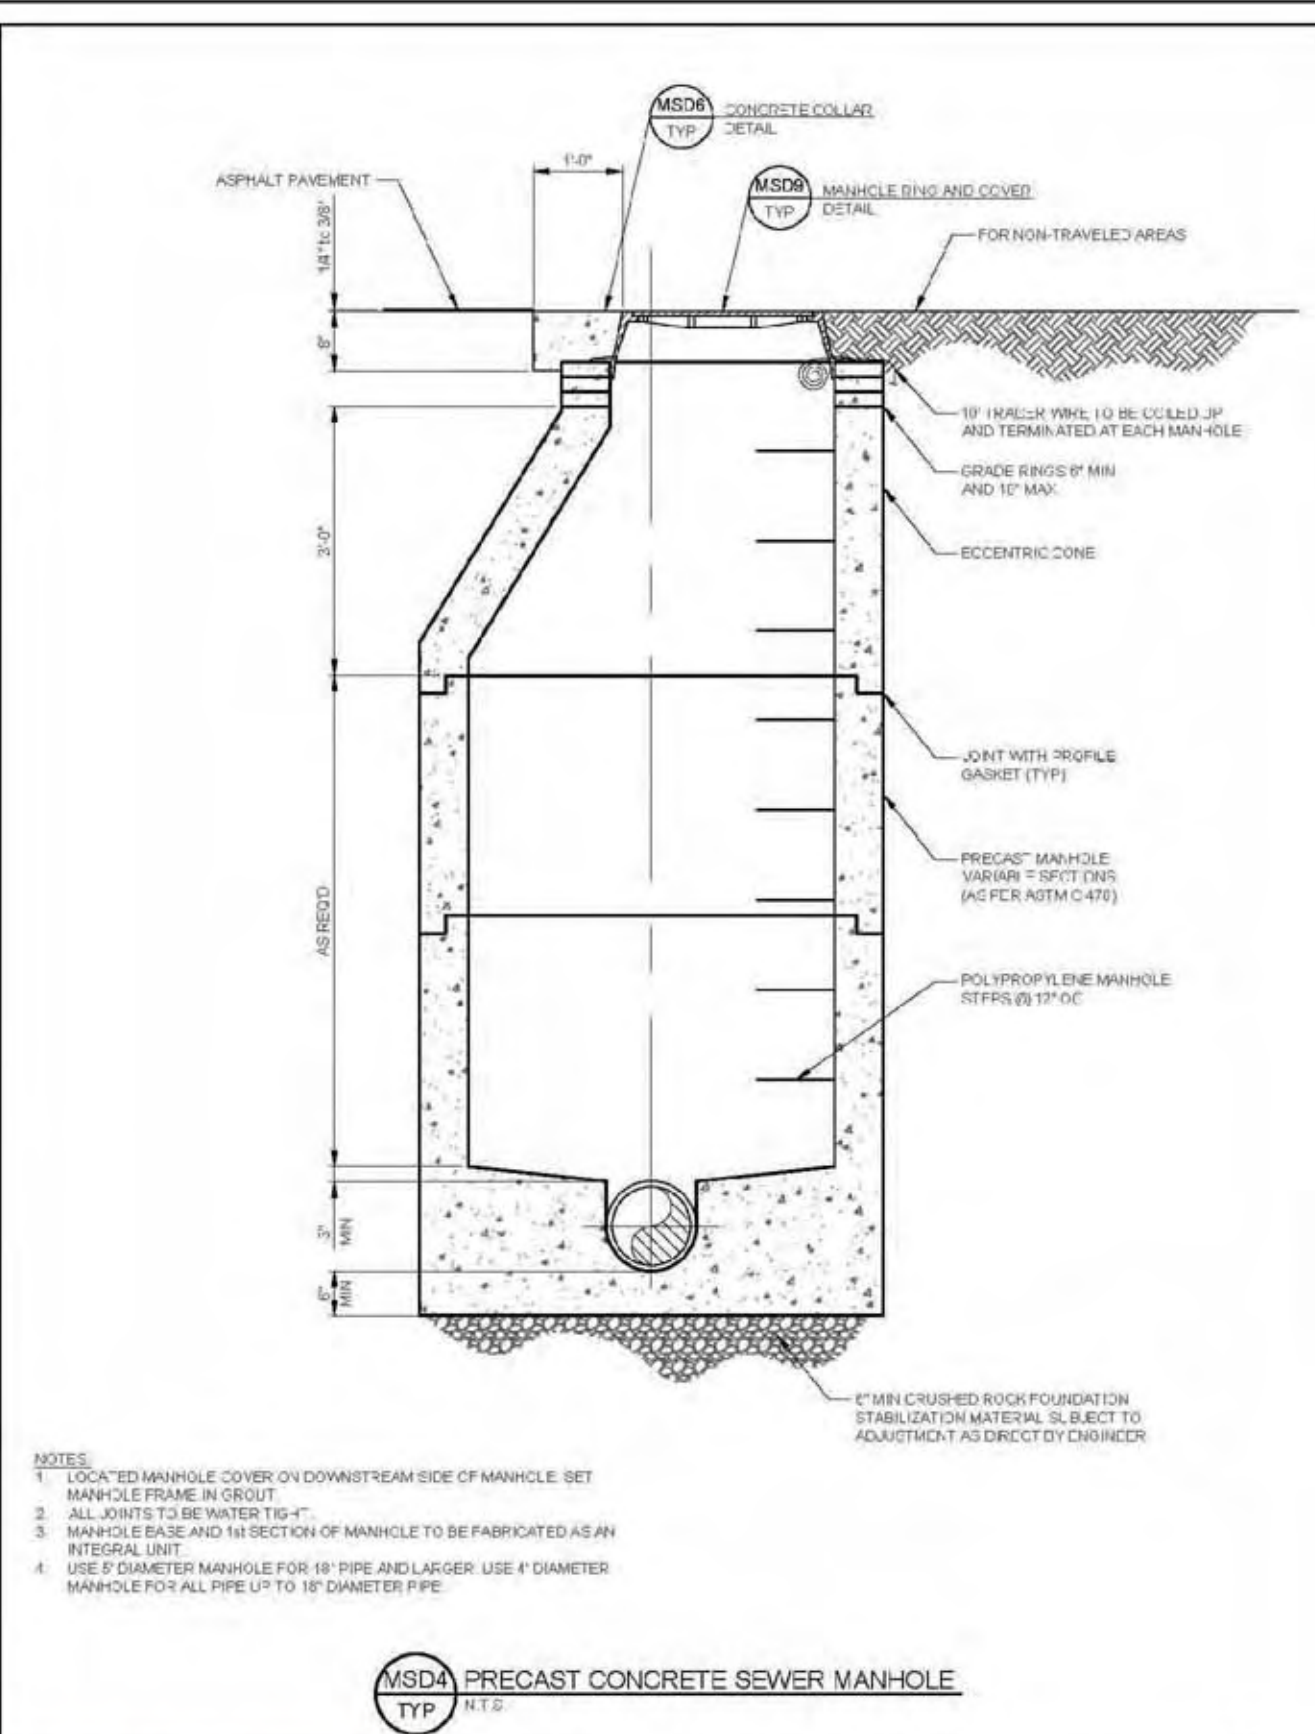 MSD6
TYP
CONCRETE COLLAR
DETAIL
1'-0"
ASPHALT PAVEMENT
MSD9
TYP
MANHOLE RING AND COVER
DETAIL
1/4" to 3/8"
FOR NON-TRAVELED AREAS
8"
10' TRACER WIRE TO BE COILED UP
AND TERMINATED AT EACH MANHOLE
GRADE RINGS 6" MIN
AND MAX
3'-0"
ECCENTRIC CONE
JOINT WITH PROFILE
GASKET (TYP)
PRECAST MANHOLE
VARIABLE SECTIONS
(AS PER ASTM C-478)
AS REQ'D
POLYPROPYLENE MANHOLE
STEPS @ 12" OC
3"
MIN
6"
MIN
MIN CRUSHED ROCK FOUNDATION
STABILIZATION MATERIAL SUBJECT TO
ADJUSTMENT AS DIRECT BY ENGINEER
NOTES:
1. LOCATED MANHOLE COVER ON DOWNSTREAM SIDE OF MANHOLE. SET
MANHOLE FRAME IN GROUT.
2. ALL JOINTS TO BE WATER TIGHT.
3. MANHOLE BASE AND 1st SECTION OF MANHOLE TO BE FABRICATED AS AN
INTEGRAL UNIT.
4. USE 5' DIAMETER MANHOLE FOR 18" PIPE AND LARGER. USE 4' DIAMETER
MANHOLE FOR ALL PIPE UP TO 18" DIAMETER PIPE.
MSD4
TYP
PRECAST CONCRETE SEWER MANHOLE
N.T.S.